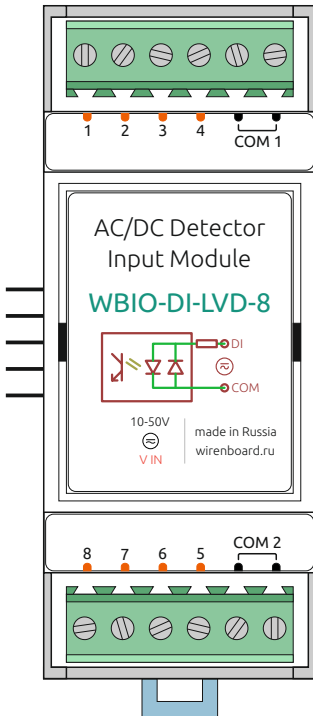 1 2 3 4
COM 1
AC/DC Detector
Input Module
WBIO-DI-LVD-8
DI
COM
10-50V
V IN
made in Russia
wirenboard.ru
8 7 6 5 COM 2